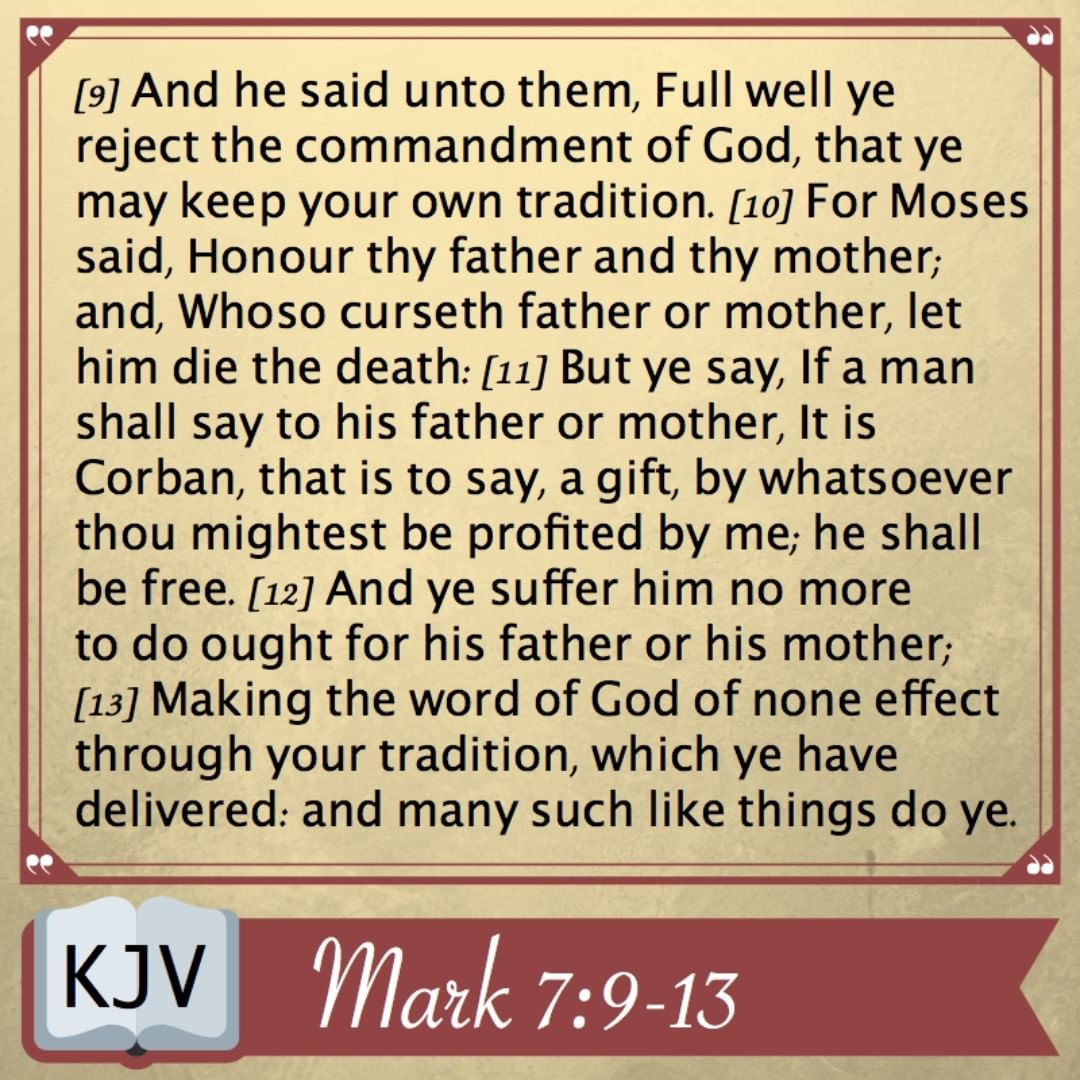 [9] And he said unto them, Full well ye
reject the commandment of God, that ye
may keep your own tradition. [10] For Moses
said, Honour thy father and thy mother;
and, Whoso curseth father or mother, let
him die the death: [11] But ye say, If a man
shall say to his father or mother, It is
Corban, that is to say, a gift, by whatsoever
thou mightest be profited by me; he shall
be free. [12] And ye suffer him no more
to do ought for his father or his mother;
[13] Making the word of God of none effect
through your tradition, which ye have
delivered: and many such like things do ye.
KJV
Mark 7:9-13